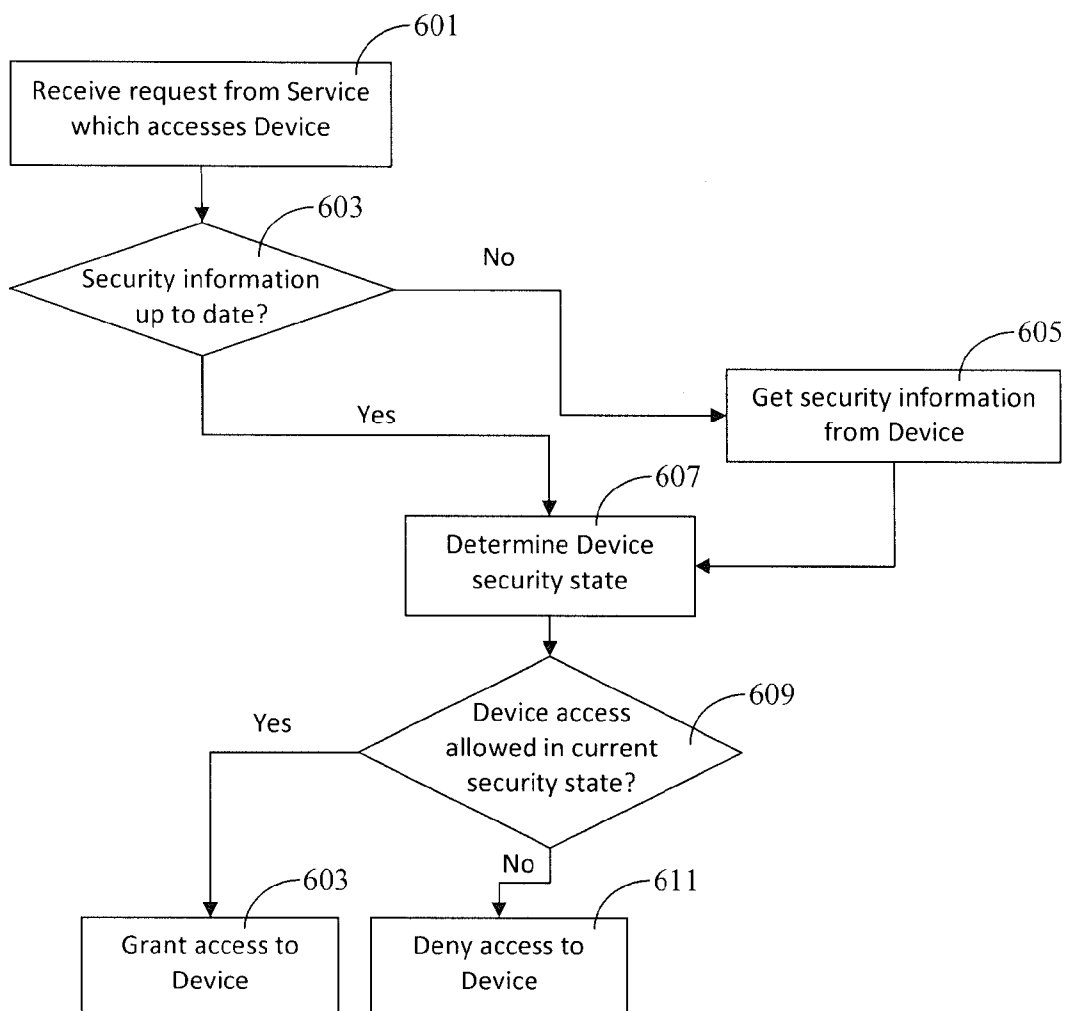 601
Receive request from Service
which accesses Device
603
Security information
up to date?
No
Yes
605
Get security information
from Device
607
Determine Device
security state
609
Device access
allowed in current
security state?
Yes
No
603
Grant access to
Device
611
Deny access to
Device